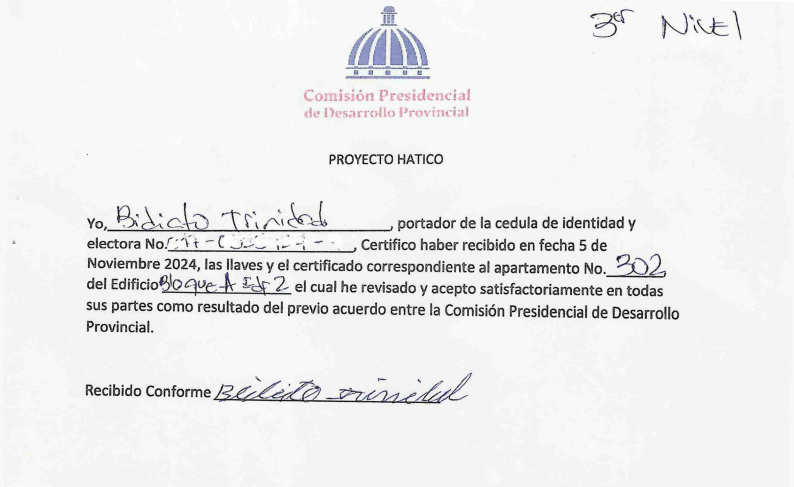 3er Nivel
Comisión Presidencial
de Desarrollo Provincial
PROYECTO HATICO
Yo, Bidiato Trinidad, portador de la cedula de identidad y
electora No. , Certifico haber recibido en fecha 5 de
Noviembre 2024, las llaves y el certificado correspondiente al apartamento No. 302
del Edificio Bloque A Edf 2 el cual he revisado y acepto satisfactoriamente en todas
sus partes como resultado del previo acuerdo entre la Comisión Presidencial de Desarrollo
Provincial.
Recibido Conforme